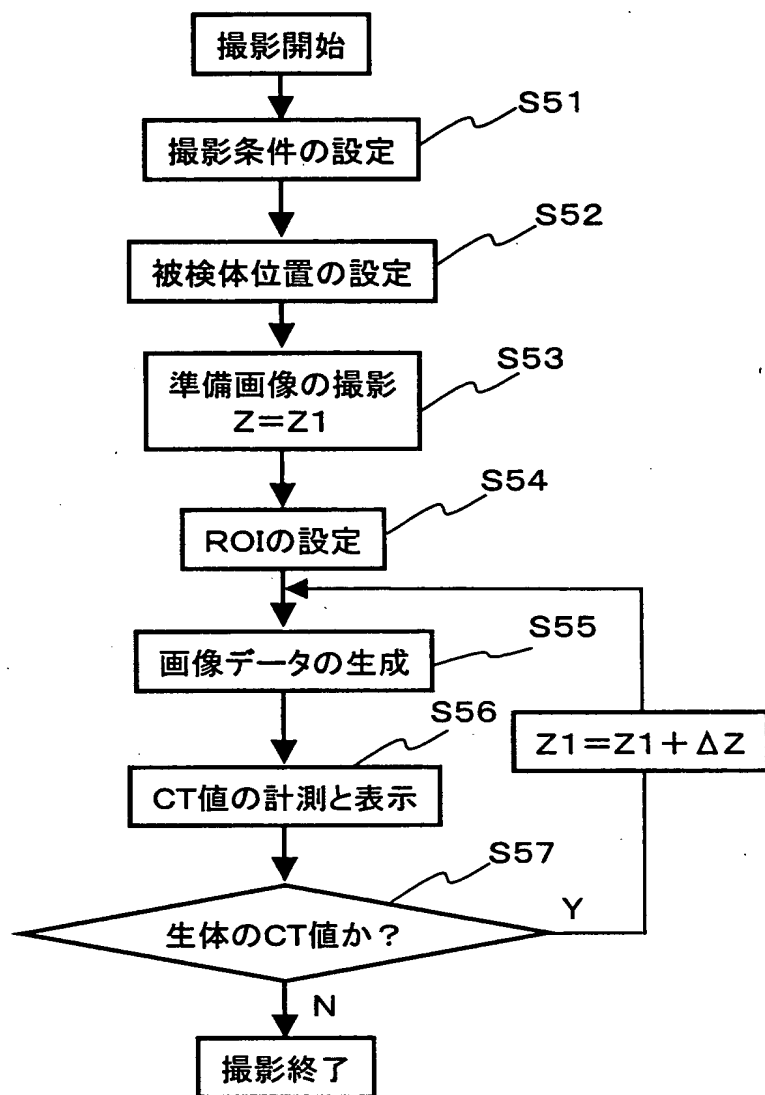 撮影開始
S51
撮影条件の設定
S52
被検体位置の設定
S53
準備画像の撮影
Z=Z1
S54
ROIの設定
S55
画像データの生成
S56
Z1=Z1+ΔZ
CT値の計測と表示
S57
生体のCT値か?
Y
N
撮影終了